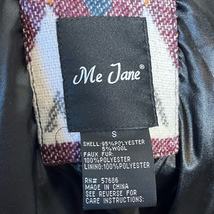 Me Jane®
S
SHELL: 95%POLYESTER
5%WOOL
FAUX FUR:
100%POLYESTER
LINING:100%POLYESTER
RN# 57686
MADE IN CHINA
SEE REVERSE FOR
CARE INSTRUCTIONS: